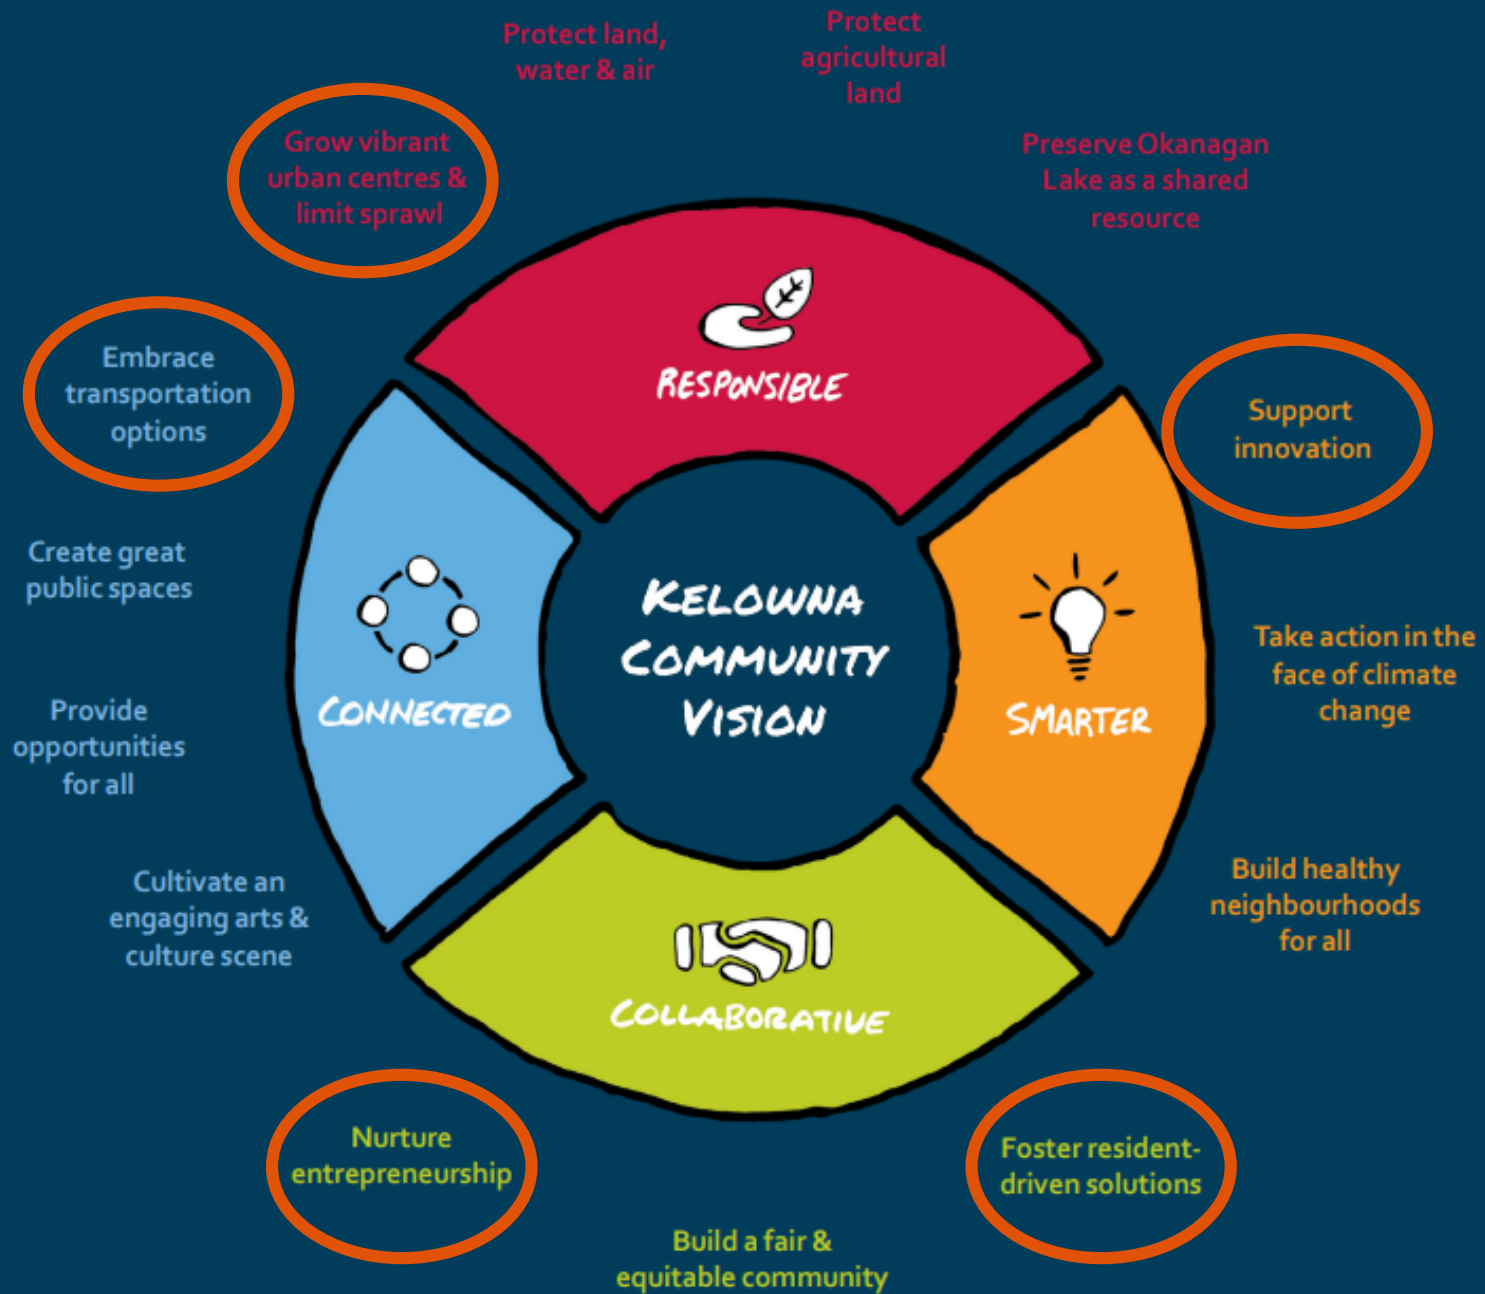 Protect land,
water & air
Protect
agricultural
land
Grow vibrant
urban centres &
limit sprawl
Preserve Okanagan
Lake as a shared
resource
RESPONSIBLE
Embrace
transportation
options
Support
innovation
Create great
public spaces
KELOWNA
COMMUNITY
VISION
Take action in the
face of climate
change
CONNECTED
SMARTER
Provide
opportunities
for all
Cultivate an
engaging arts &
culture scene
Build healthy
neighbourhoods
for all
COLLABORATIVE
Nurture
entrepreneurship
Foster resident-
driven solutions
Build a fair &
equitable community